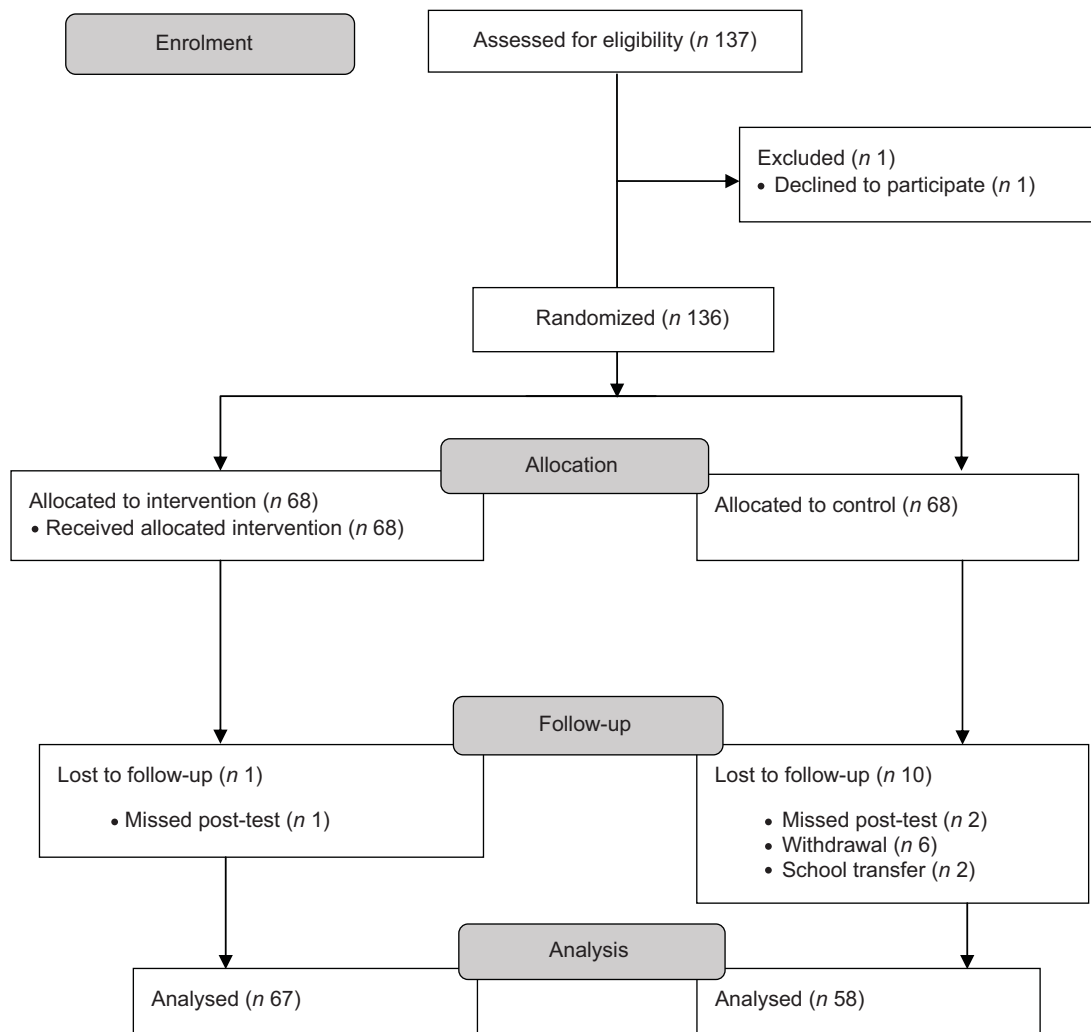 Enrolment
Assessed for eligibility (n 137)
Excluded (n 1)
• Declined to participate (n 1)
Randomized (n 136)
Allocation
Allocated to intervention (n 68)
• Received allocated intervention (n 68)
Allocated to control (n 68)
Follow-up
Lost to follow-up (n 1)
• Missed post-test (n 1)
Lost to follow-up (n 10)
• Missed post-test (n 2)
• Withdrawal (n 6)
• School transfer (n 2)
Analysis
Analysed (n 67)
Analysed (n 58)